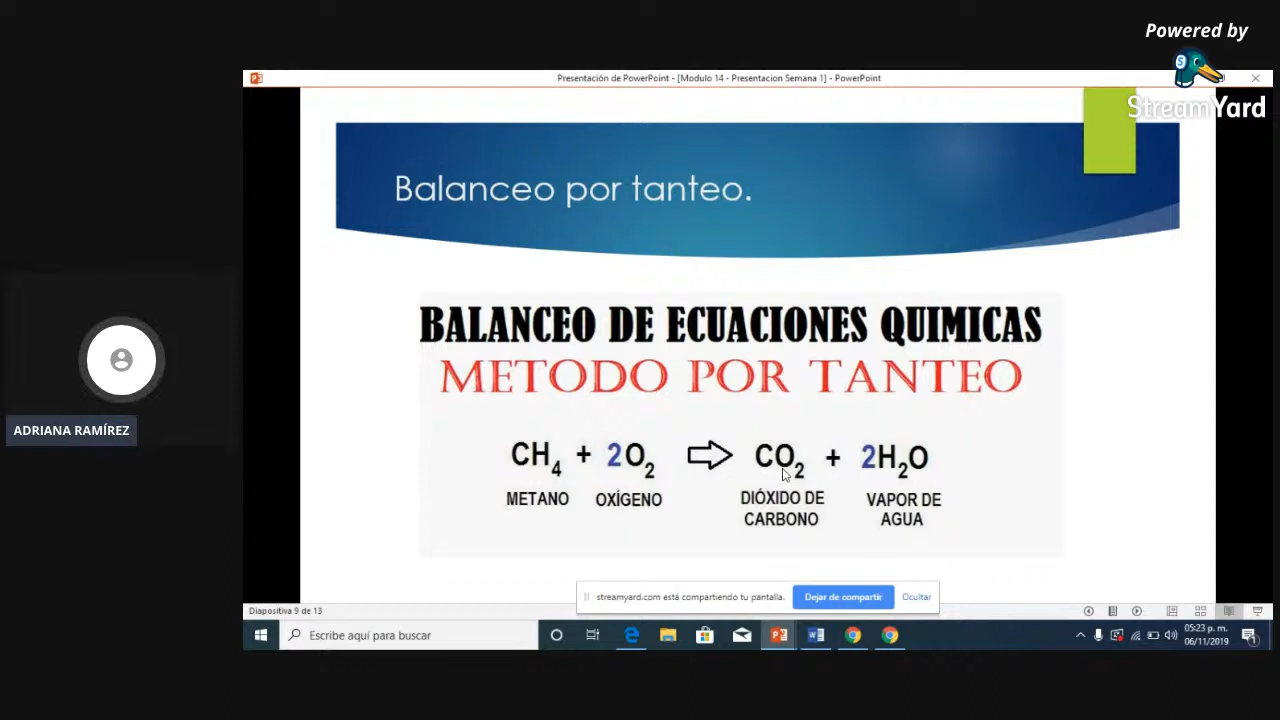 Powered by
StreamYard
Presentación de PowerPoint - [Modulo 14 - Presentacion Semana 1] - PowerPoint
Balanceo por tanteo.
BALANCEO DE ECUACIONES QUIMICAS
METODO POR TANTEO
CH4 + 2O2 ⇒ CO2 + 2H2O
METANO OXÍGENO DIÓXIDO DE CARBONO VAPOR DE AGUA
ADRIANA RAMÍREZ
streamyard.com está compartiendo tu pantalla. Dejar de compartir Ocultar
Diapositiva 9 de 13
Escribe aquí para buscar
05:23 p. m.
06/11/2019